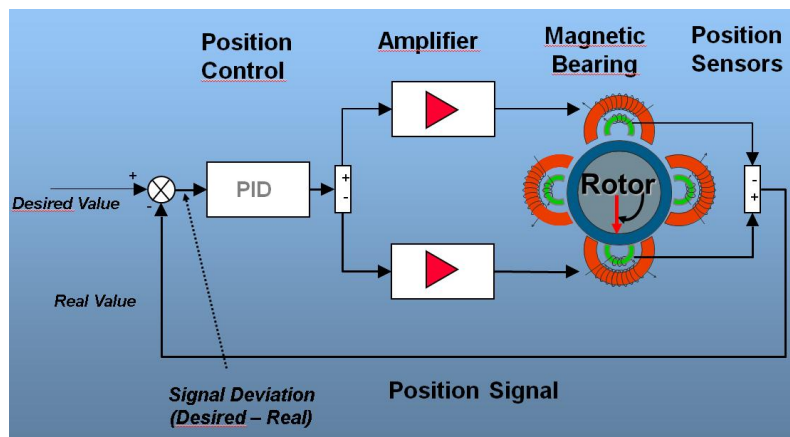 Position
Control
Amplifier
Magnetic
Bearing
Position
Sensors
+
Desired Value
-
PID
+
-
Rotor
-
+
Real Value
Signal Deviation
(Desired – Real)
Position Signal